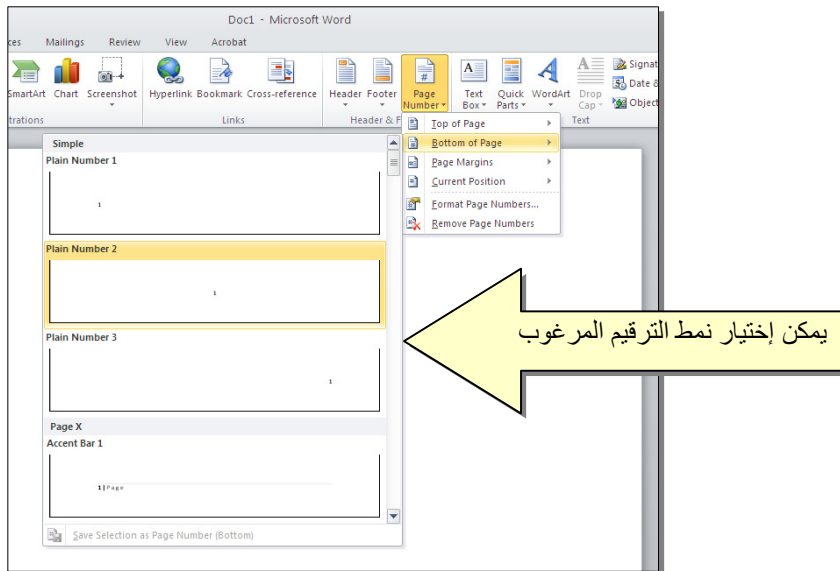 Doc1 - Microsoft Word
ces Mailings Review View Acrobat
SmartArt Chart Screenshot Hyperlink Bookmark Cross-reference Header Footer Page Number Text Box Quick Parts WordArt Drop Cap Signat
Date &
Object
trations Links Header & F Text
Top of Page
Bottom of Page
Page Margins
Current Position
Format Page Numbers...
Remove Page Numbers
Simple
Plain Number 1
1
Plain Number 2
1
Plain Number 3
1
Page X
Accent Bar 1
1|Page
Save Selection as Page Number (Bottom)
يمكن إختيار نمط الترقيم المرغوب